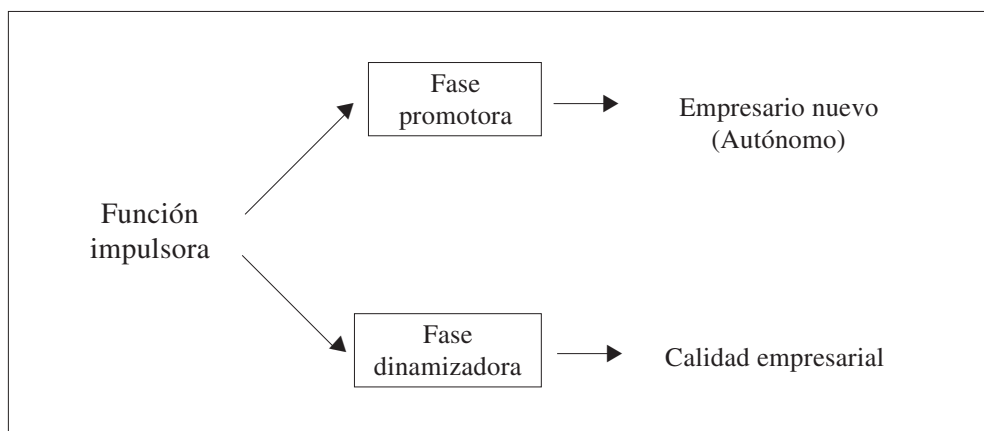 Fase
promotora
Empresario nuevo
(Autónomo)
Función
impulsora
Fase
dinamizadora
Calidad empresarial